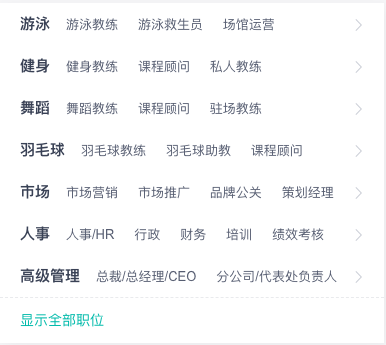 游泳 游泳教练 游泳救生员 场馆运营
健身 健身教练 课程顾问 私人教练
舞蹈 舞蹈教练 课程顾问 驻场教练
羽毛球 羽毛球教练 羽毛球助教 课程顾问
市场 市场营销 市场推广 品牌公关 策划经理
人事 人事/HR 行政 财务 培训 绩效考核
高级管理 总裁/总经理/CEO 分公司/代表处负责人
显示全部职位